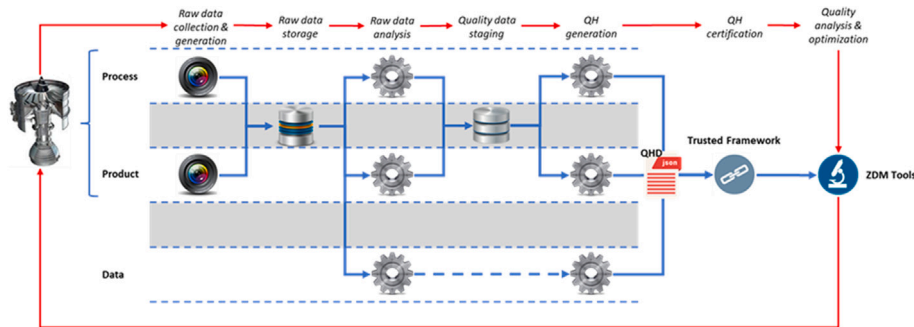 Raw data
collection &
generation
Raw data
storage
Raw data
analysis
Quality data
staging
QH
generation
QH
certification
Quality
analysis &
optimization
Process
Product
Data
QHD
json
Trusted Framework
ZDM Tools